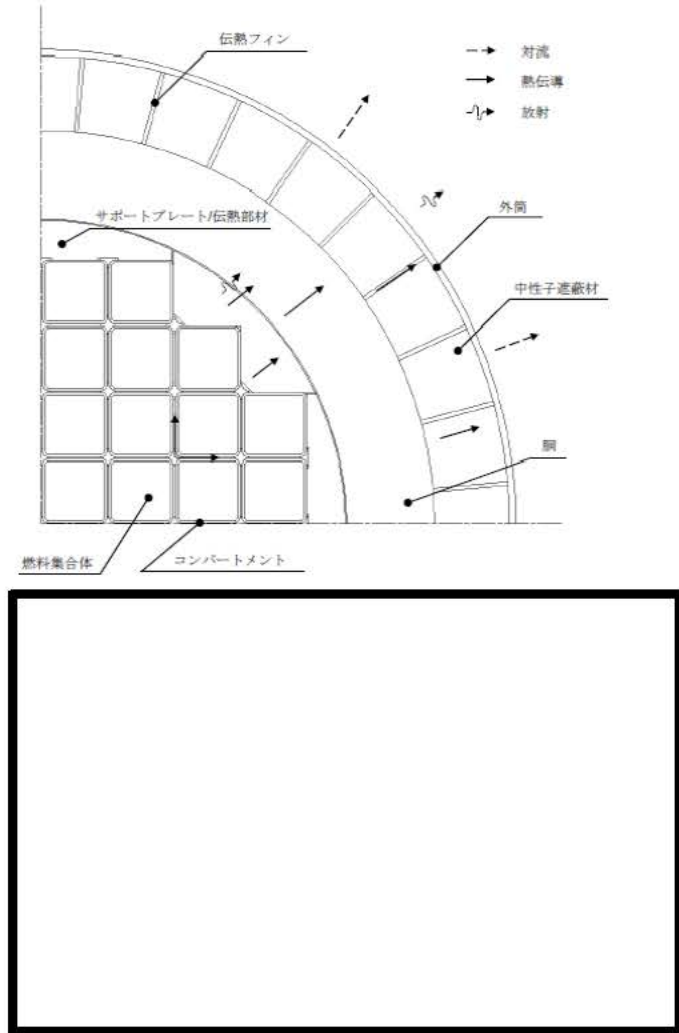 伝熱フィン
対流
熱伝導
放射
サポートプレート/伝熱部材
外筒
中性子遮蔽材
胴
燃料集合体
コンパートメント